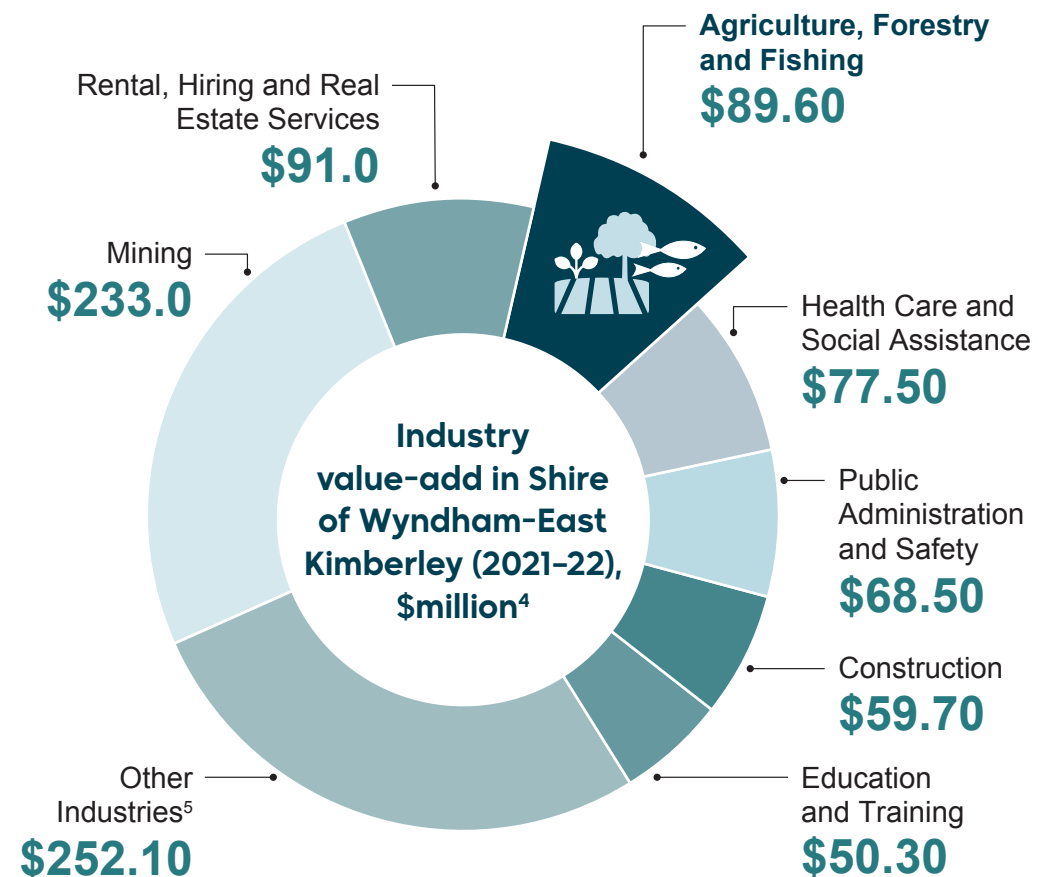 Agriculture, Forestry
and Fishing
$89.60
Rental, Hiring and Real
Estate Services
$91.0
Mining
$233.0
Health Care and
Social Assistance
$77.50
Industry
value-add in Shire
of Wyndham-East
Kimberley (2021–22),
$million⁴
Public
Administration
and Safety
$68.50
Construction
$59.70
Education
and Training
$50.30
Other
Industries⁵
$252.10